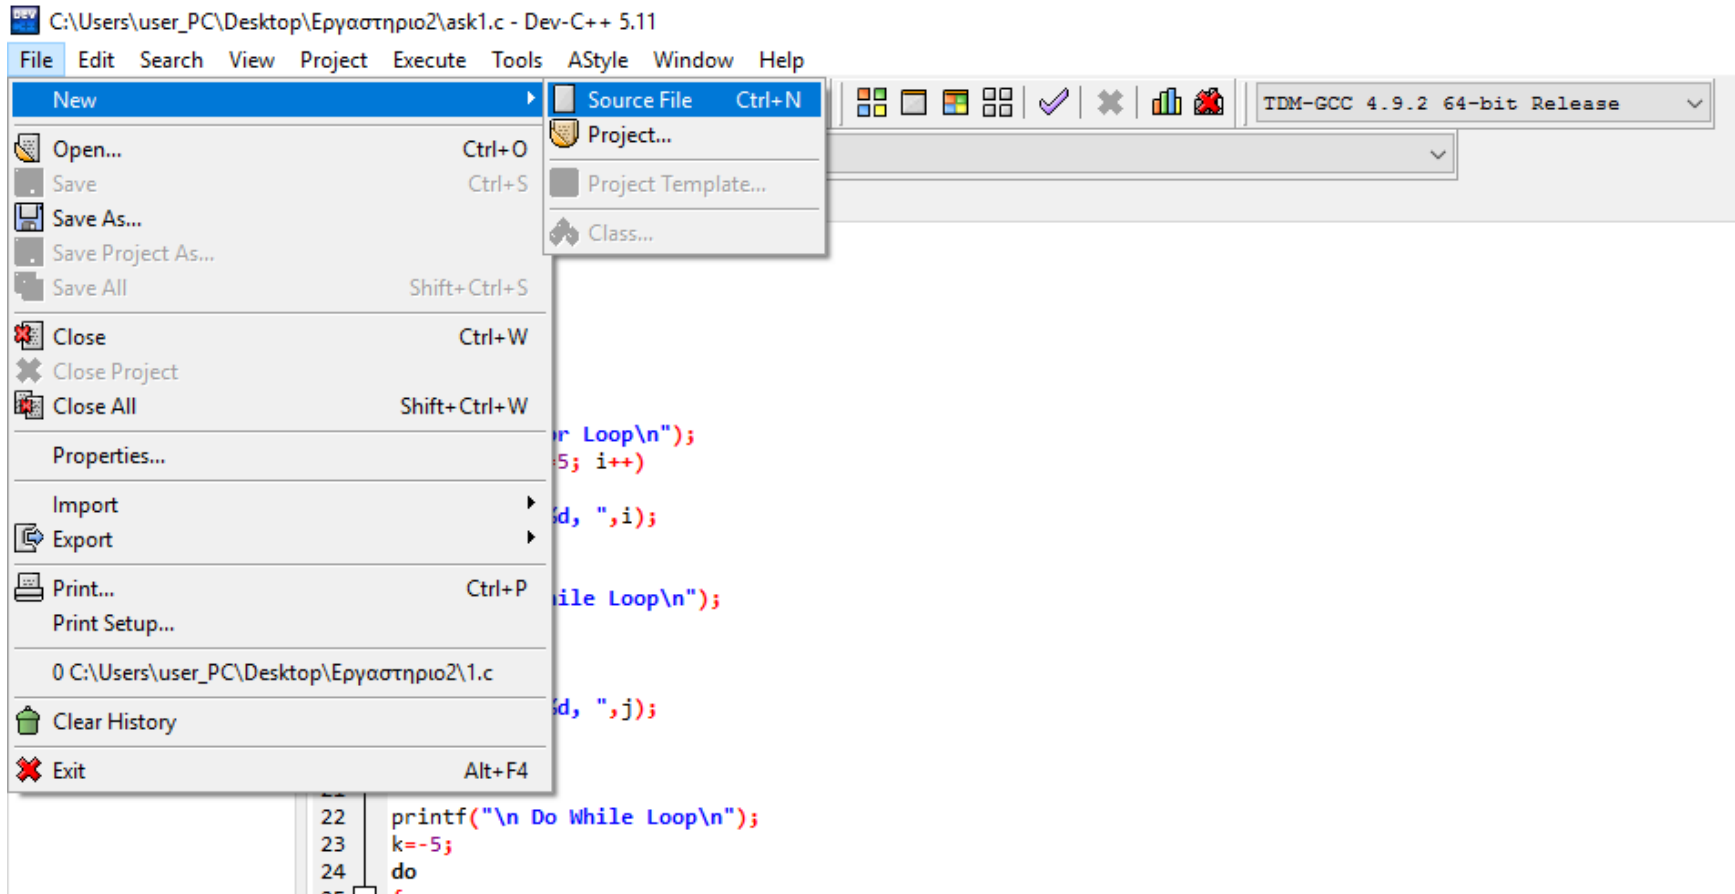 C:\Users\user_PC\Desktop\Εργαστηριο2\ask1.c - Dev-C++ 5.11
File Edit Search View Project Execute Tools AStyle Window Help
New
Source File Ctrl+N
Project...
Project Template...
Class...
TDM-GCC 4.9.2 64-bit Release
Open... Ctrl+O
Save Ctrl+S
Save As...
Save Project As...
Save All Shift+Ctrl+S
Close Ctrl+W
Close Project
Close All Shift+Ctrl+W
Properties...
Import
Export
Print... Ctrl+P
Print Setup...
0 C:\Users\user_PC\Desktop\Εργαστηριο2\1.c
Clear History
Exit Alt+F4
r Loop\n");
5; i++)
d, ",i);
ile Loop\n");
d, ",j);
22 printf("\n Do While Loop\n");
23 k=-5;
24 do